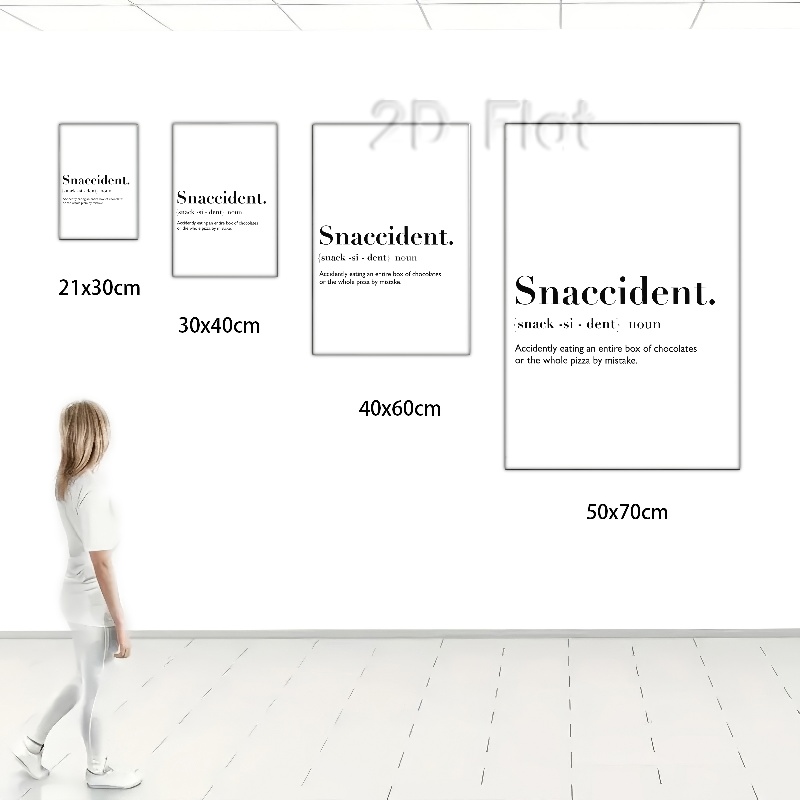 2D Flat
Snaccident.
21x30cm
Snaccident.
{snack -si - dent} noun
Accidently eating an entire box of chocolates
or the whole pizza by mistake.
30x40cm
Snaccident.
{snack -si - dent} noun
Accidently eating an entire box of chocolates
or the whole pizza by mistake.
40x60cm
Snaccident.
{snack -si - dent} noun
Accidently eating an entire box of chocolates
or the whole pizza by mistake.
50x70cm